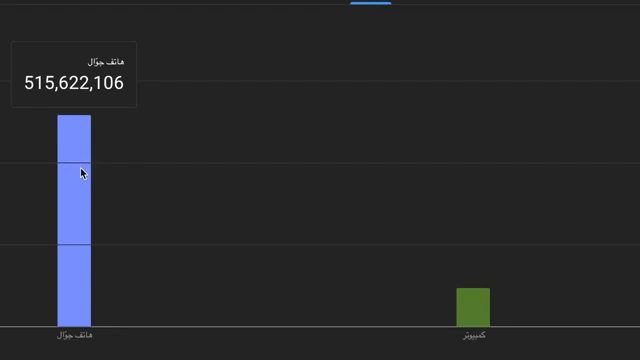 هاتف جوّال
515,622,106
هاتف جوّال
كمبيوتر